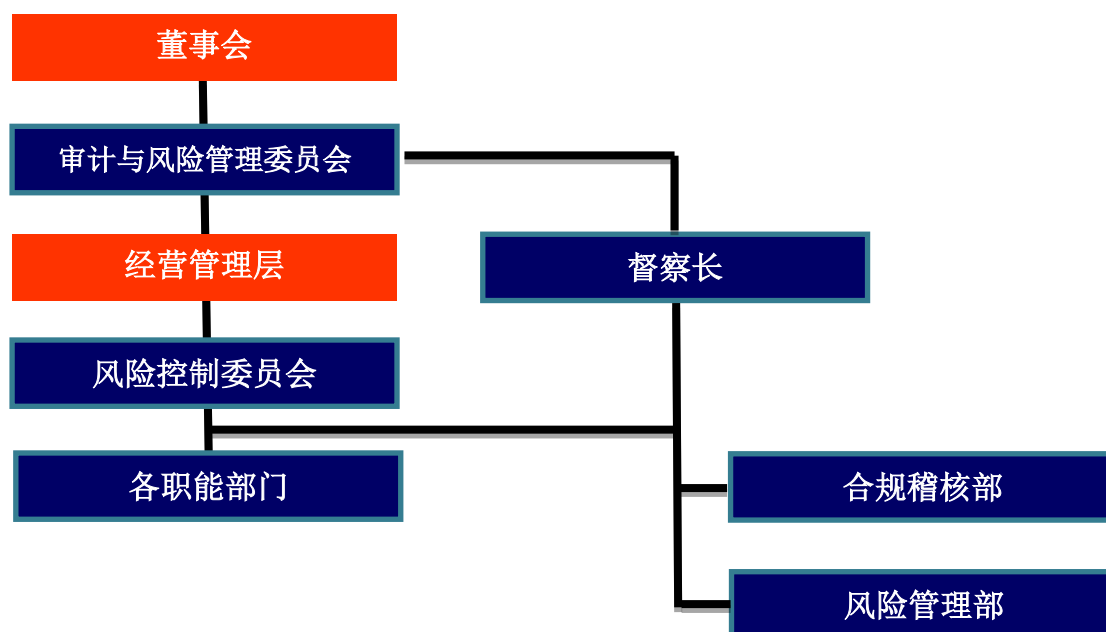 董事会
审计与风险管理委员会
经营管理层
督察长
风险控制委员会
各职能部门
合规稽核部
风险管理部